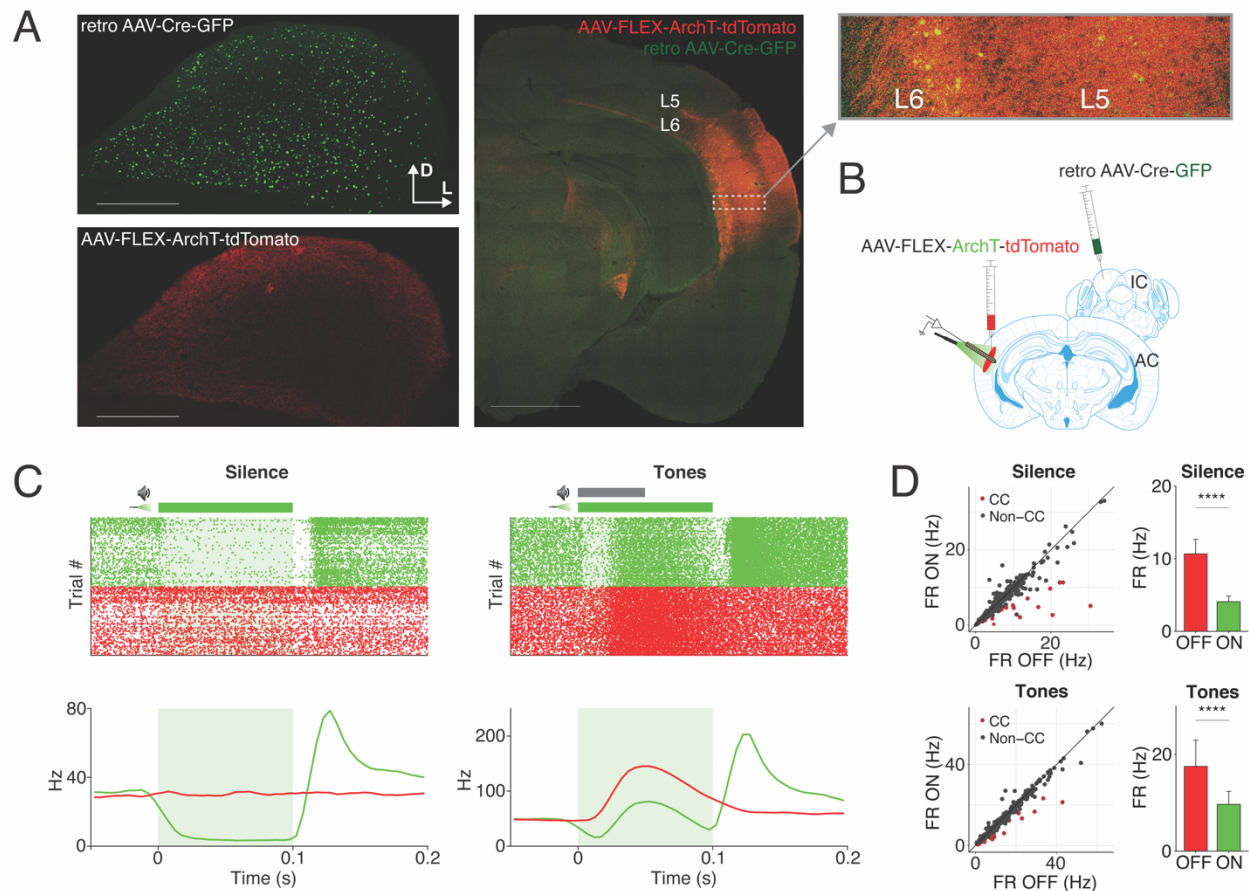 A
retro AAV-Cre-GFP
D
L
AAV-FLEX-ArchT-tdTomato
AAV-FLEX-ArchT-tdTomato
retro AAV-Cre-GFP
L5
L6
L6
L5
B
retro AAV-Cre-GFP
AAV-FLEX-ArchT-tdTomato
IC
AC
C
Silence
Trial #
80
40
0
Hz
0
0.1
0.2
Time (s)
Tones
Trial #
200
100
0
Hz
0
0.1
0.2
Time (s)
D
Silence
CC
Non−CC
FR ON (Hz)
40
20
0
0
20
40
FR OFF (Hz)
Silence
****
FR (Hz)
20
10
0
OFF ON
Tones
CC
Non−CC
FR ON (Hz)
80
40
0
0
40
FR OFF (Hz)
Tones
****
FR (Hz)
20
0
OFF ON